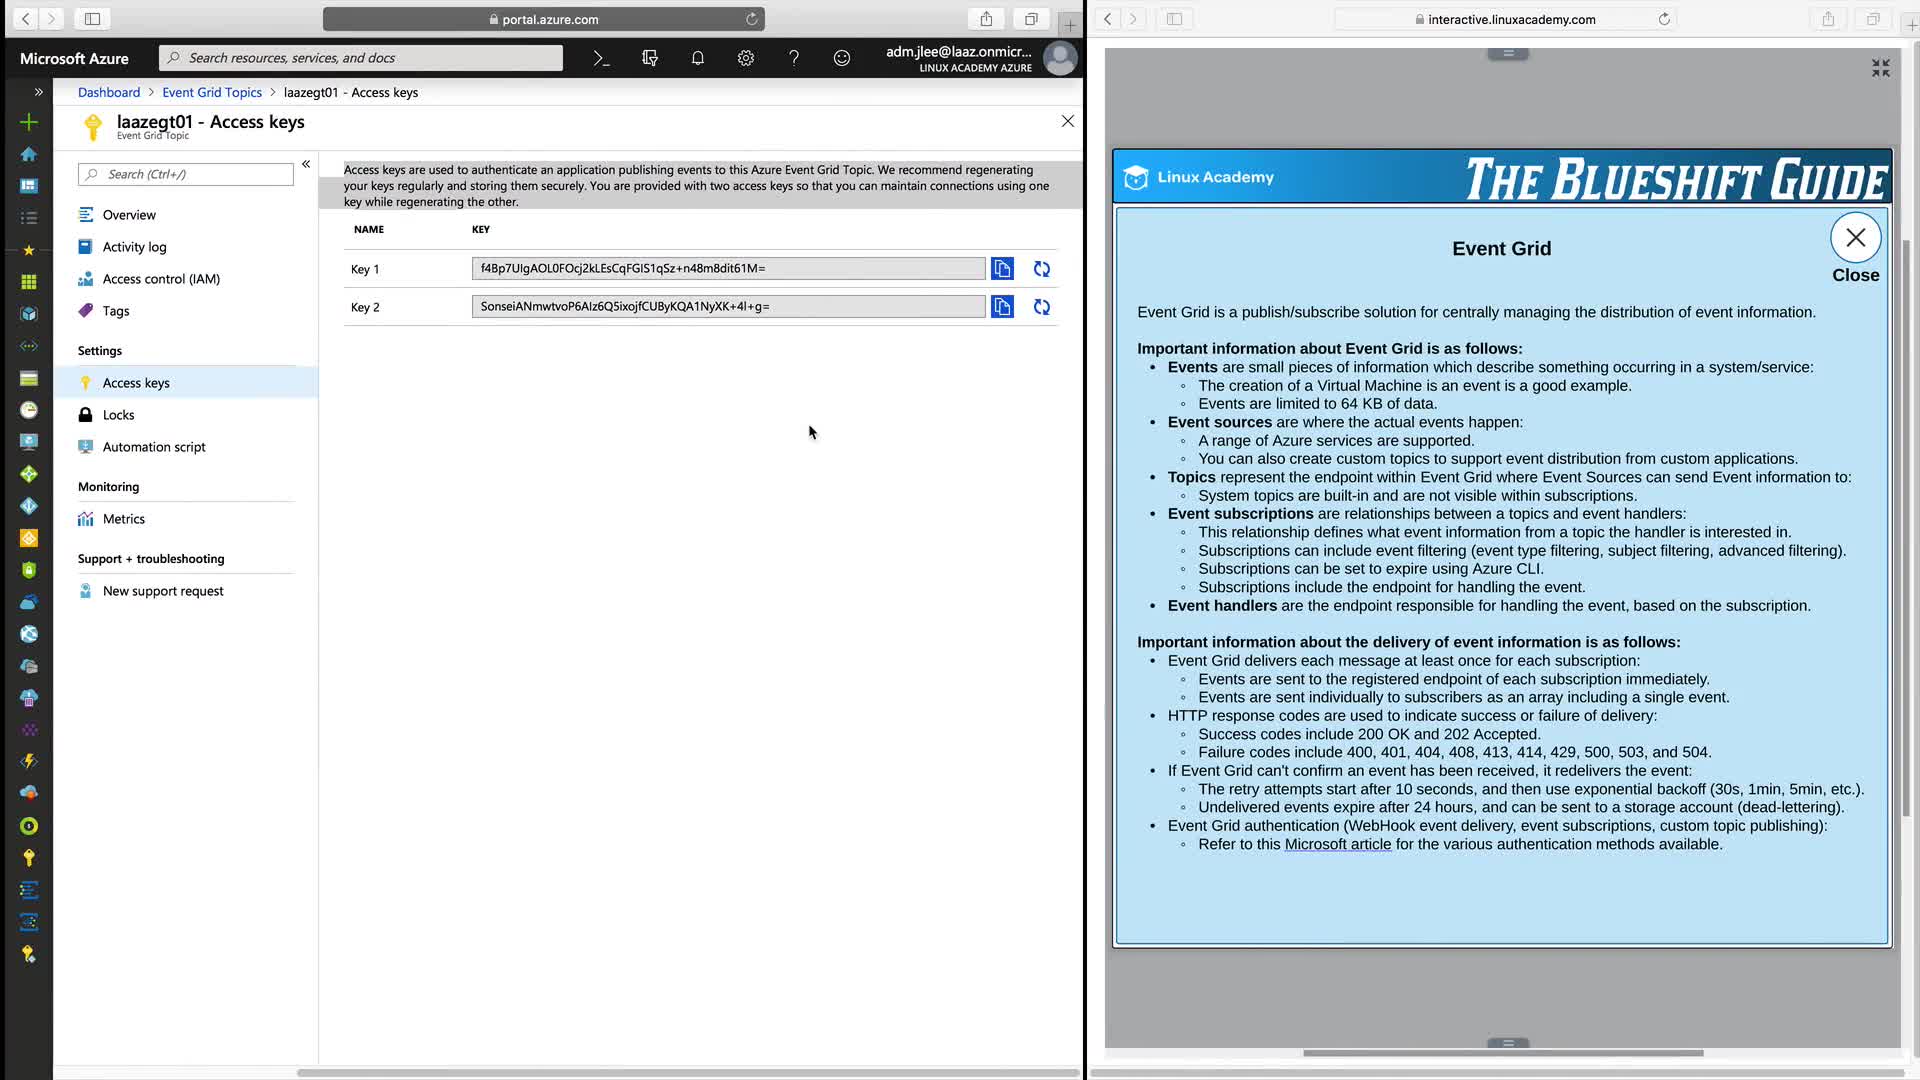 portal.azure.com
Microsoft Azure
Search resources, services, and docs
adm.jlee@laaz.onmicr...
LINUX ACADEMY AZURE
Dashboard > Event Grid Topics > laazegt01 - Access keys
laazegt01 - Access keys
Event Grid Topic
Search (Ctrl+/)
Overview
Activity log
Access control (IAM)
Tags
Settings
Access keys
Locks
Automation script
Monitoring
Metrics
Support + troubleshooting
New support request
Access keys are used to authenticate an application publishing events to this Azure Event Grid Topic. We recommend regenerating
your keys regularly and storing them securely. You are provided with two access keys so that you can maintain connections using one
key while regenerating the other.
NAME KEY
Key 1 f4Bp7UIgAOL0FOcj2kLEsCqFGIS1qSz+n48m8dit61M=
Key 2 SonseiANmwtvoP6AIz6Q5ixojfCUByKQA1NyXK+4I+g=
interactive.linuxacademy.com
Linux Academy
THE BLUESHIFT GUIDE
Event Grid
Close
Event Grid is a publish/subscribe solution for centrally managing the distribution of event information.
Important information about Event Grid is as follows:
• Events are small pieces of information which describe something occurring in a system/service:
◦ The creation of a Virtual Machine is an event is a good example.
◦ Events are limited to 64 KB of data.
• Event sources are where the actual events happen:
◦ A range of Azure services are supported.
◦ You can also create custom topics to support event distribution from custom applications.
• Topics represent the endpoint within Event Grid where Event Sources can send Event information to:
◦ System topics are built-in and are not visible within subscriptions.
• Event subscriptions are relationships between a topics and event handlers:
◦ This relationship defines what event information from a topic the handler is interested in.
◦ Subscriptions can include event filtering (event type filtering, subject filtering, advanced filtering).
◦ Subscriptions can be set to expire using Azure CLI.
◦ Subscriptions include the endpoint for handling the event.
• Event handlers are the endpoint responsible for handling the event, based on the subscription.
Important information about the delivery of event information is as follows:
• Event Grid delivers each message at least once for each subscription:
◦ Events are sent to the registered endpoint of each subscription immediately.
◦ Events are sent individually to subscribers as an array including a single event.
• HTTP response codes are used to indicate success or failure of delivery:
◦ Success codes include 200 OK and 202 Accepted.
◦ Failure codes include 400, 401, 404, 408, 413, 414, 429, 500, 503, and 504.
• If Event Grid can't confirm an event has been received, it redelivers the event:
◦ The retry attempts start after 10 seconds, and then use exponential backoff (30s, 1min, 5min, etc.).
◦ Undelivered events expire after 24 hours, and can be sent to a storage account (dead-lettering).
• Event Grid authentication (WebHook event delivery, event subscriptions, custom topic publishing):
◦ Refer to this Microsoft article for the various authentication methods available.